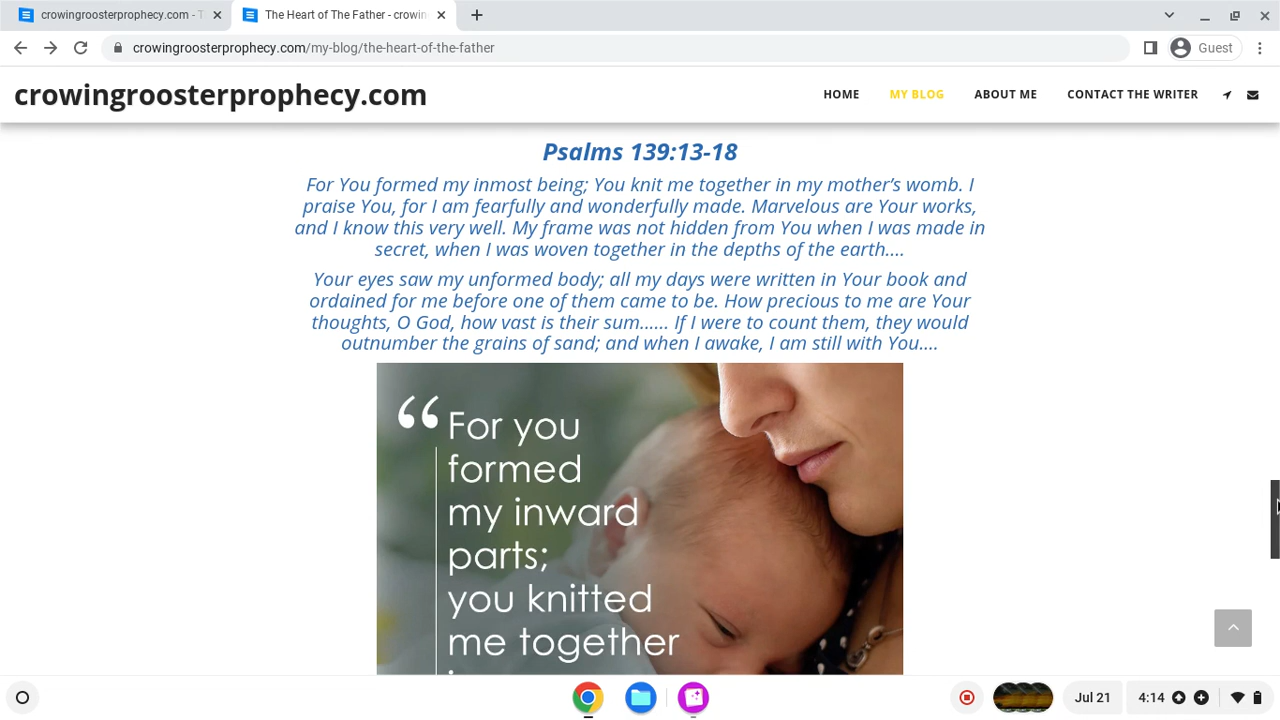 crowingroosterprophecy.com - T
The Heart of The Father - crowin
crowingroosterprophecy.com/my-blog/the-heart-of-the-father
Guest
crowingroosterprophecy.com
HOME
MY BLOG
ABOUT ME
CONTACT THE WRITER
Psalms 139:13-18
For You formed my inmost being; You knit me together in my mother’s womb. I
praise You, for I am fearfully and wonderfully made. Marvelous are Your works,
and I know this very well. My frame was not hidden from You when I was made in
secret, when I was woven together in the depths of the earth....
Your eyes saw my unformed body; all my days were written in Your book and
ordained for me before one of them came to be. How precious to me are Your
thoughts, O God, how vast is their sum...... If I were to count them, they would
outnumber the grains of sand; and when I awake, I am still with You....
“ For you
formed
my inward
parts;
you knitted
me together
Jul 21
4:14